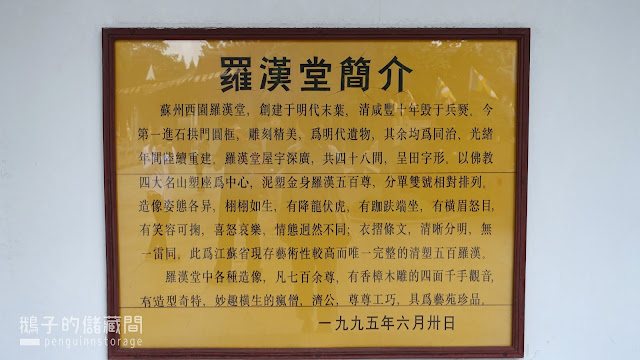 羅漢堂簡介
蘇州西園羅漢堂，創建于明代末葉，清咸豐十年毁于兵燹，今
第一進石拱門圓框，雕刻精美，爲明代遺物，其余均爲同治，光緒
年間陸續重建，羅漢堂屋宇深廣，共四十八間，呈田字形，以佛教
四大名山塑座爲中心，泥塑金身羅漢五百尊，分單雙號相對排列，
造像姿態各异，栩栩如生，有降龍伏虎，有跏趺端坐，有橫眉怒目，
有笑容可掬，喜怒哀樂，情態迥然不同；衣摺條文，清晰分明，無
一雷同，此爲江蘇省現存藝術性較高而唯一完整的清塑五百羅漢。
羅漢堂中各種造像，凡七百余尊，有香樟木雕的四面千手觀音，
有造型奇特，妙趣橫生的瘋僧，濟公，尊尊工巧，具爲藝苑珍品。
一九九五年六月卅日
鵝子的儲藏間
penguinnstorage